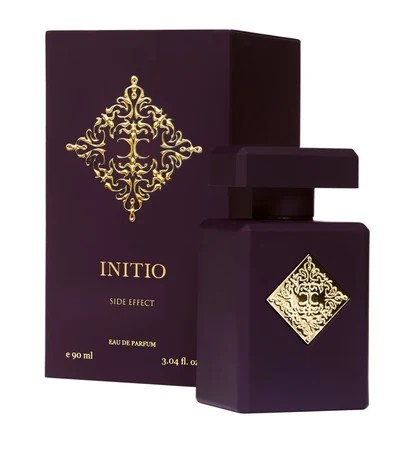 INITIO
SIDE EFFECT
EAU DE PARFUM
e 90 ml 3.04 fl. oz